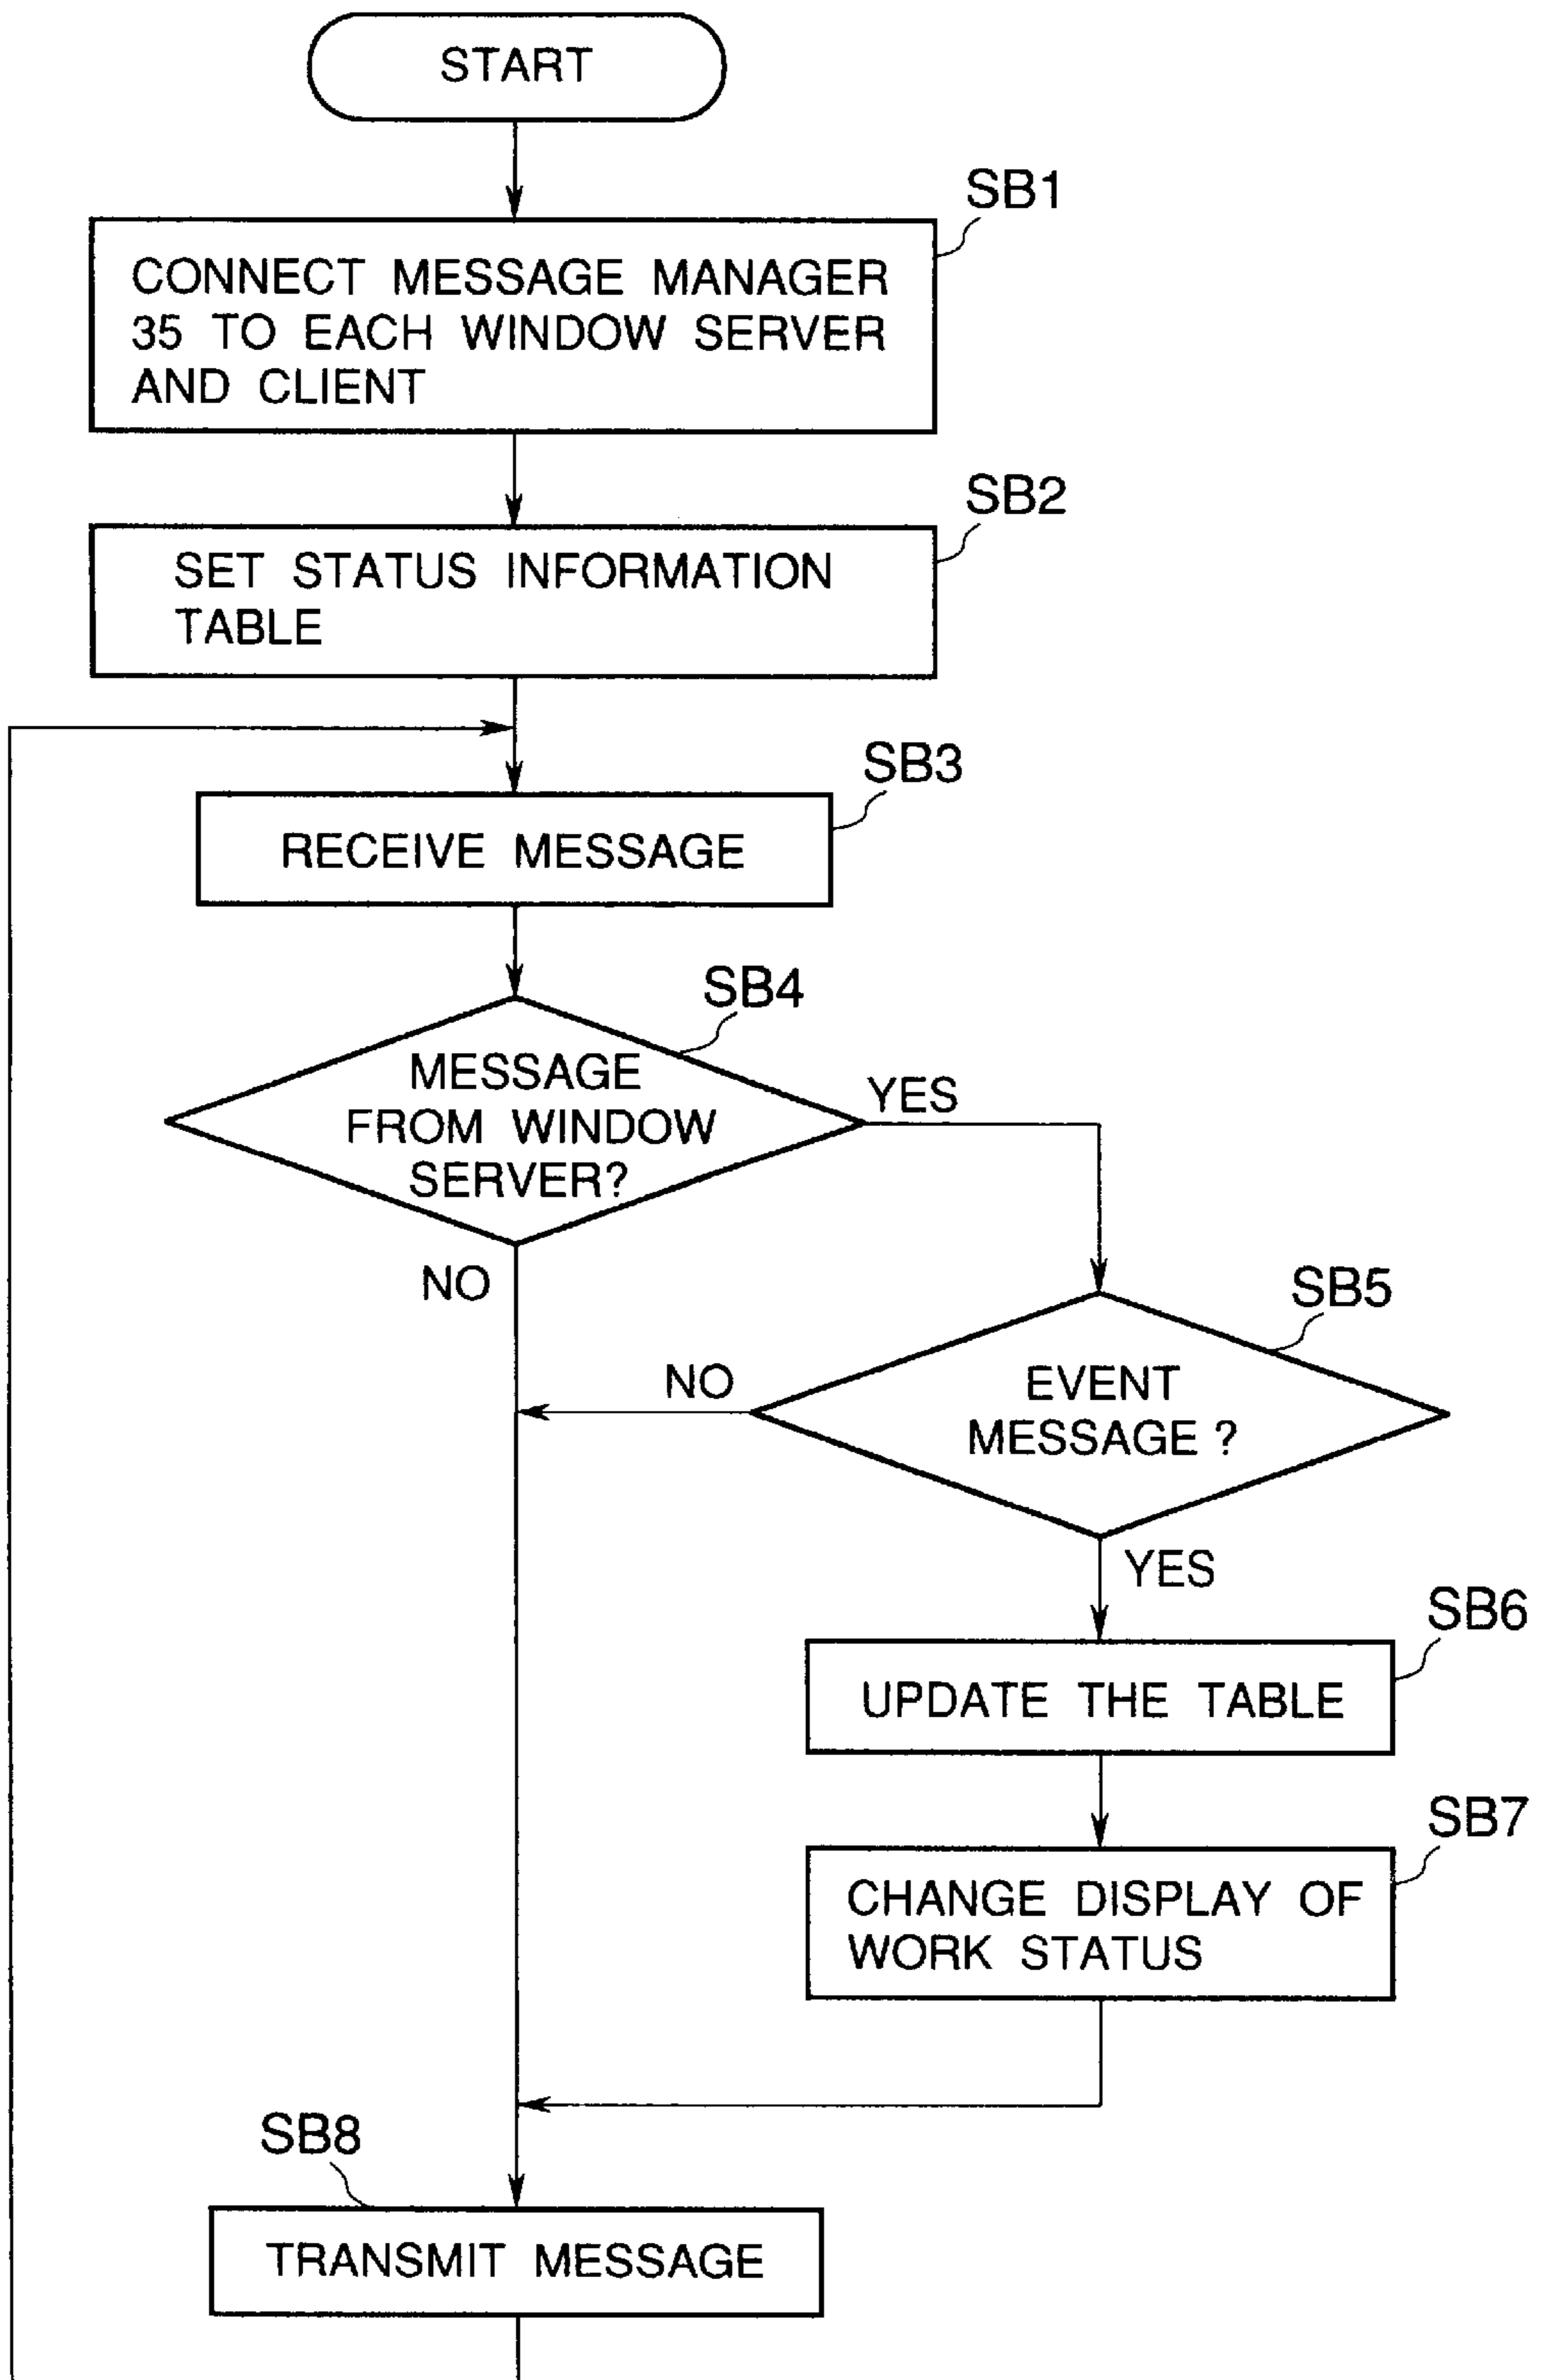 START
SB1
CONNECT MESSAGE MANAGER
35 TO EACH WINDOW SERVER
AND CLIENT
SB2
SET STATUS INFORMATION
TABLE
SB3
RECEIVE MESSAGE
SB4
MESSAGE
FROM WINDOW
SERVER?
YES
NO
SB5
EVENT
MESSAGE ?
NO
YES
SB6
UPDATE THE TABLE
SB7
CHANGE DISPLAY OF
WORK STATUS
SB8
TRANSMIT MESSAGE